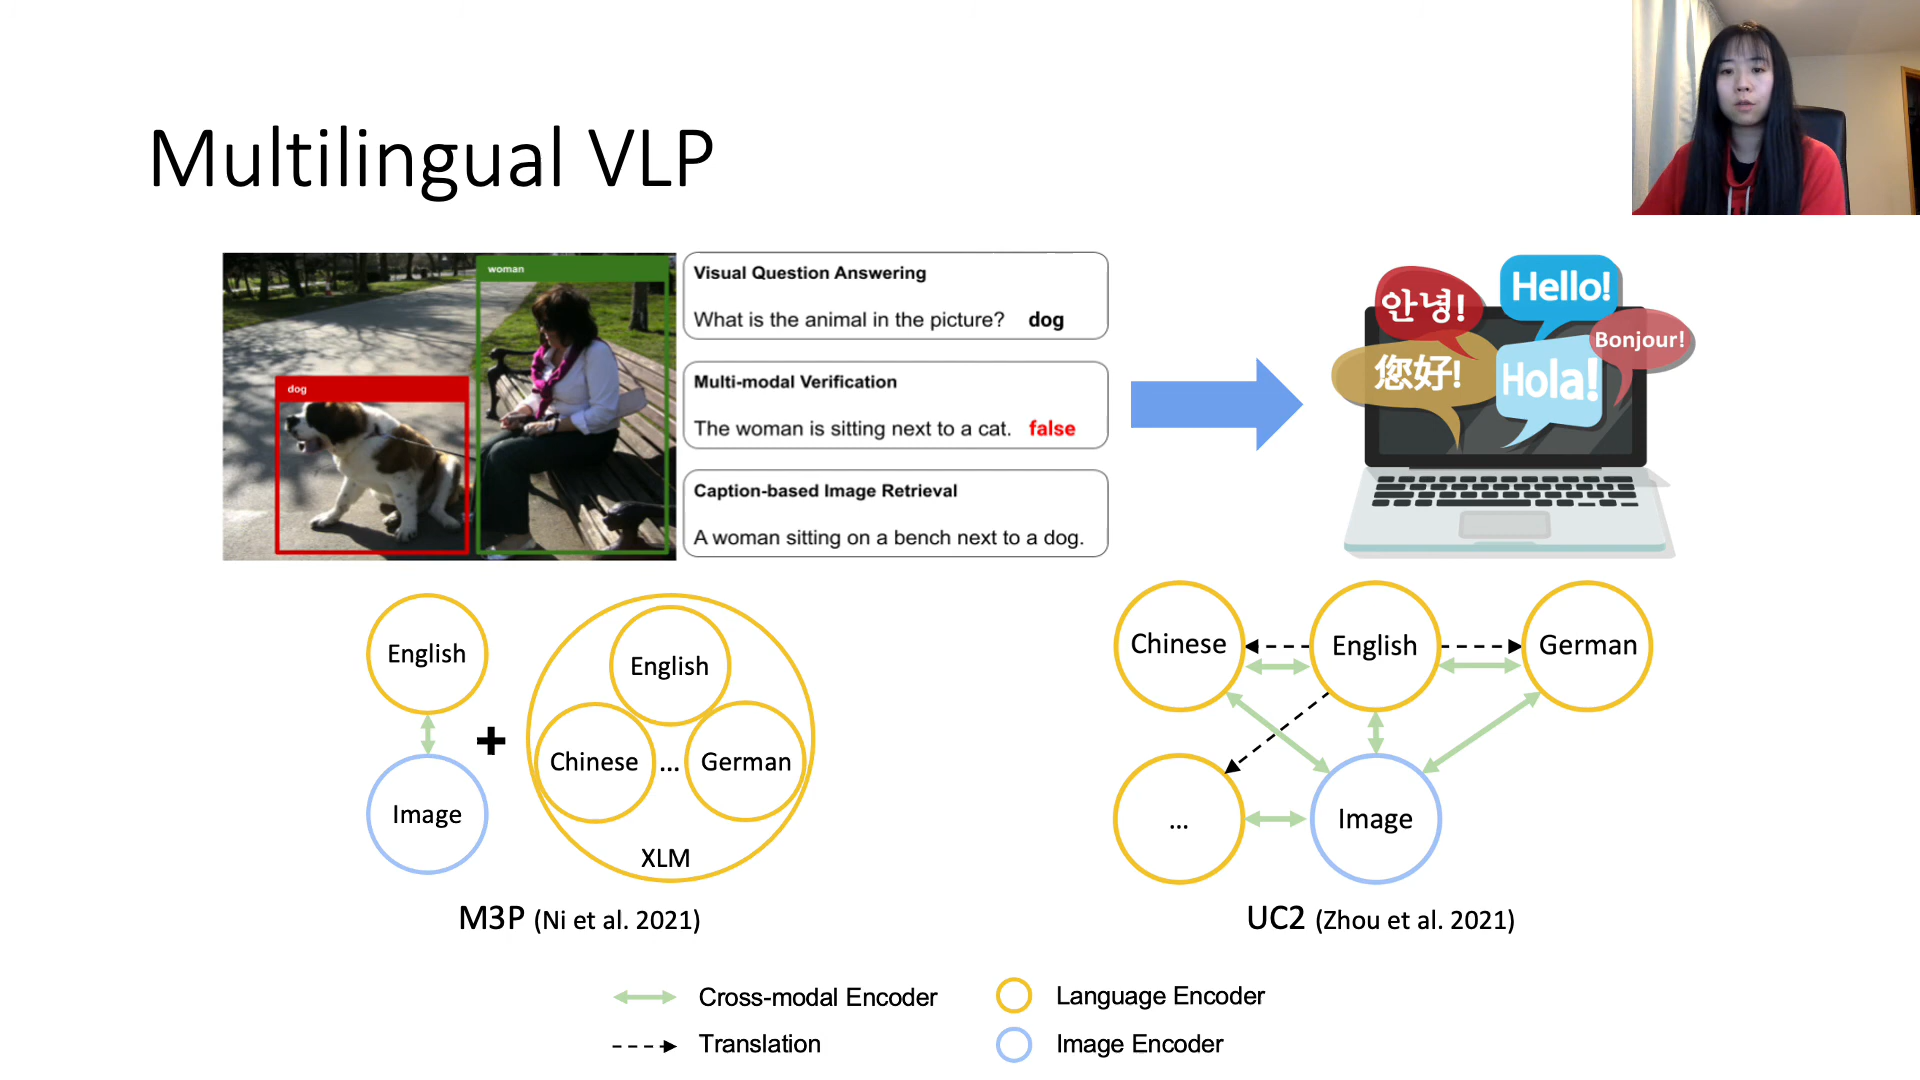 Multilingual VLP
woman
dog
Visual Question Answering
What is the animal in the picture? dog
Multi-modal Verification
The woman is sitting next to a cat. false
Caption-based Image Retrieval
A woman sitting on a bench next to a dog.
안녕!
Hello!
Bonjour!
您好!
Hola!
English
Image
+
English
Chinese
...
German
XLM
M3P (Ni et al. 2021)
Chinese
English
German
...
Image
UC2 (Zhou et al. 2021)
Cross-modal Encoder
Language Encoder
Translation
Image Encoder